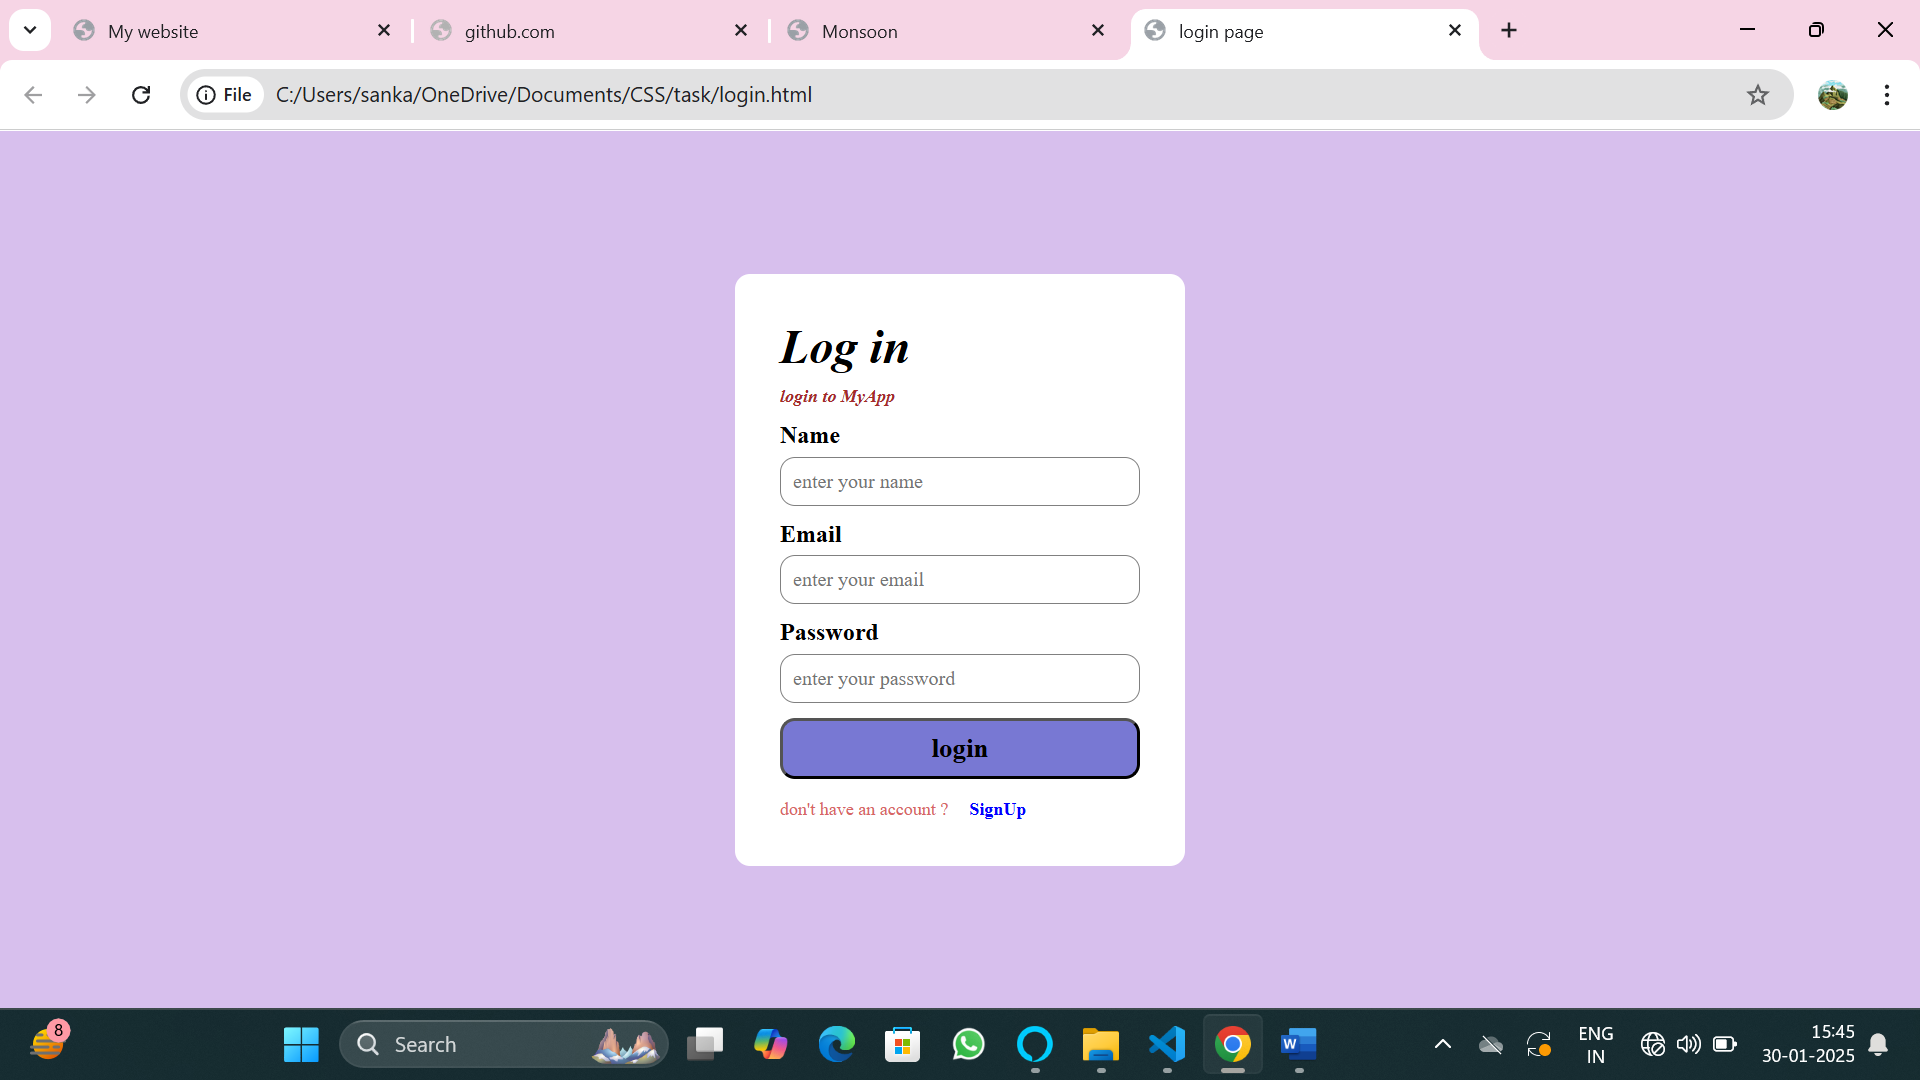 My website
github.com
Monsoon
login page
File
C:/Users/sanka/OneDrive/Documents/CSS/task/login.html
Log in
login to MyApp
Name
enter your name
Email
enter your email
Password
enter your password
login
don't have an account ? SignUp
8
Search
W
ENG
IN
15:45
30-01-2025